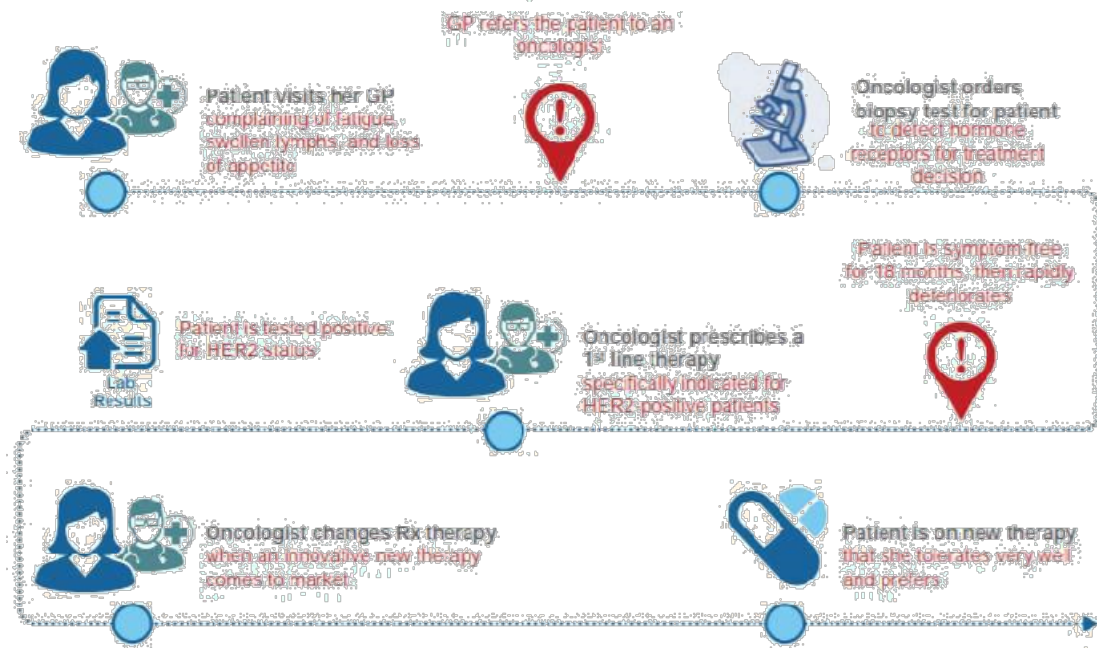 GP refers the patient to an
oncologist
Patient visits her GP
complaining of fatigue,
swollen lymphs, and loss
of appetite
Oncologist orders
biopsy test for patient
to detect hormone
receptors for treatment
decision
Patient is symptom-free
for 18 months, then rapidly
deteriorates
Patient is tested positive
for HER2 status
Lab
Results
Oncologist prescribes a
1st line therapy
specifically indicated for
HER2 positive patients
Oncologist changes Rx therapy
when an innovative new therapy
comes to market
Patient is on new therapy
that she tolerates very well
and prefers